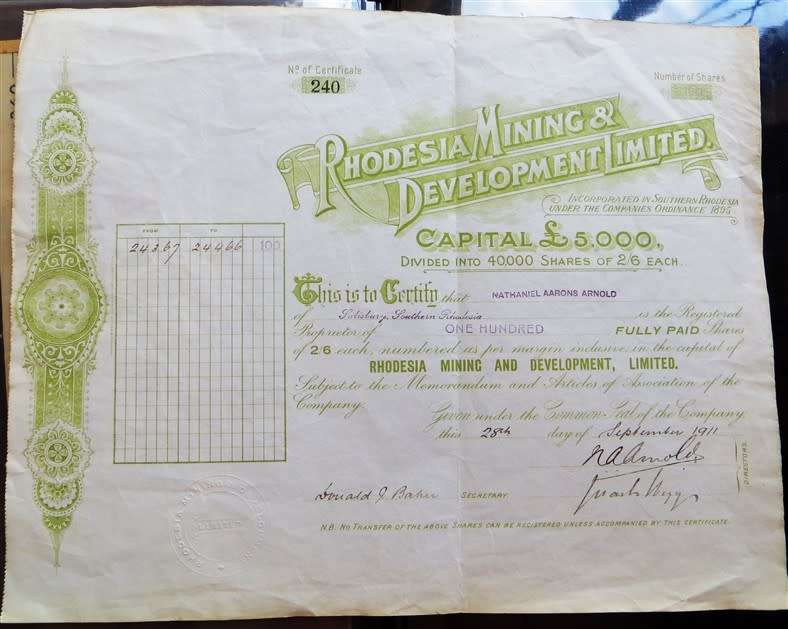 No of Certificate
240
Number of Shares
RHODESIA MINING &
DEVELOPMENT LIMITED.
INCORPORATED IN SOUTHERN RHODESIA
UNDER THE COMPANIES ORDINANCE 1895
CAPITAL £5,000,
DIVIDED INTO 40,000 SHARES OF 2/6 EACH.
FROM TO
24367 24466 100
This is to Certify that NATHANIEL AARONS ARNOLD
of Salisbury, Southern Rhodesia is the Registered
Proprietor of ONE HUNDRED FULLY PAID Shares
of 2/6 each, numbered as per margin inclusive, in the capital of
RHODESIA MINING AND DEVELOPMENT, LIMITED.
Subject to the Memorandum and Articles of Association of the
Company.
Given under the Common Seal of the Company,
this 28th day of September 1911
N A Arnold
DIRECTORS.
Donald J. Baker SECRETARY
N.B. NO TRANSFER OF THE ABOVE SHARES CAN BE REGISTERED UNLESS ACCOMPANIED BY THIS CERTIFICATE.
RHODESIA MINING
LIMITED